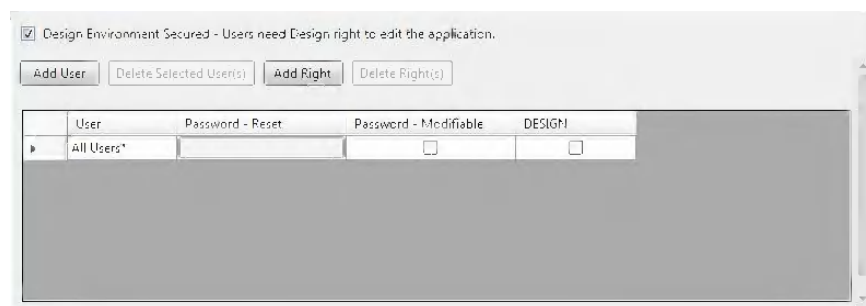 Design Environment Secured - Users need Design right to edit the application.
Add User Delete Selected User(s) Add Right Delete Right(s)
User Password - Reset Password - Modifiable DESIGN
All Users*